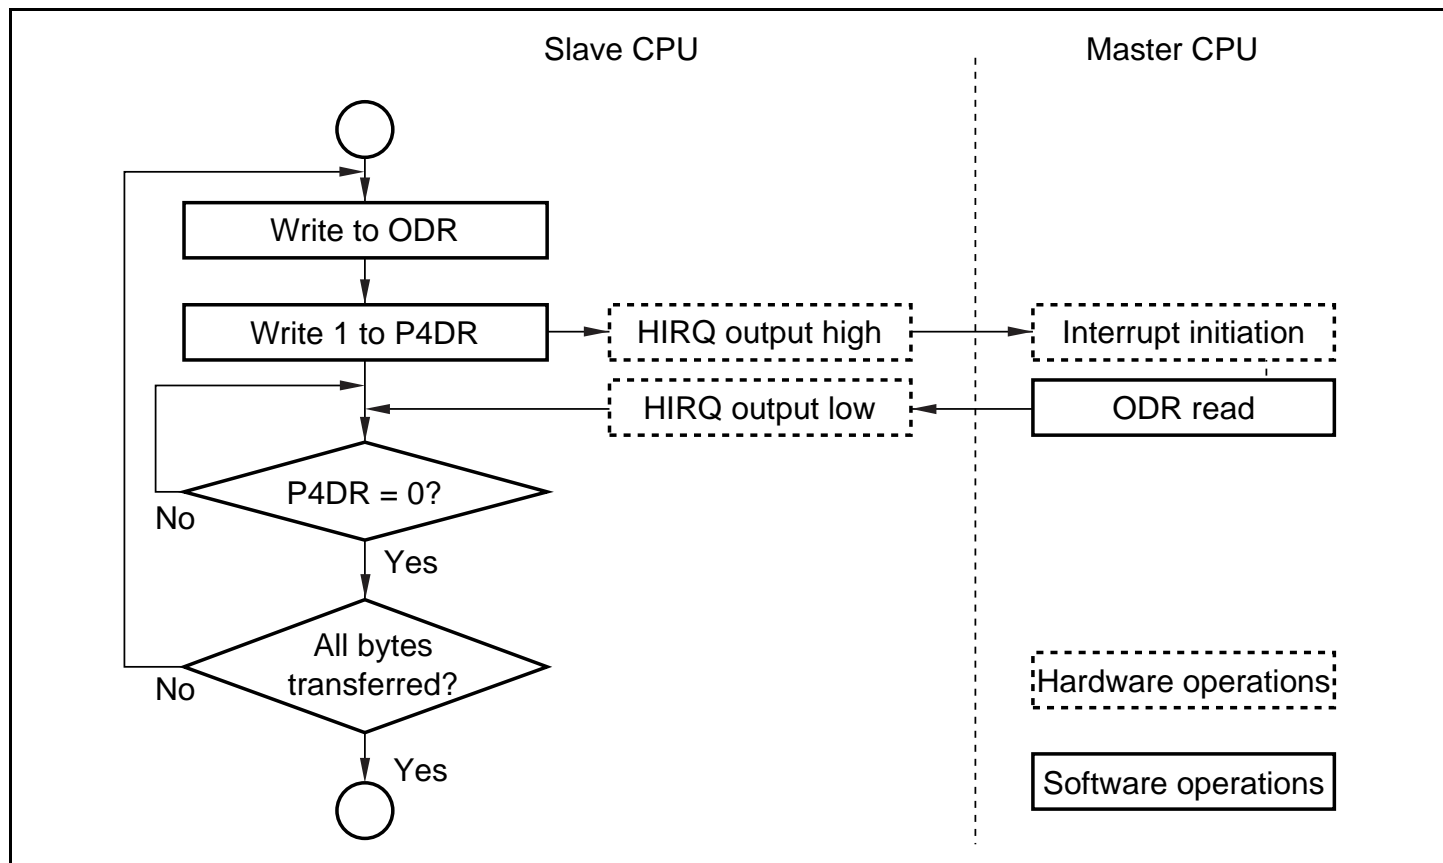 Slave CPU
Master CPU
Write to ODR
Write 1 to P4DR
HIRQ output high
Interrupt initiation
HIRQ output low
ODR read
P4DR = 0?
No
Yes
All bytes
transferred?
No
Yes
Hardware operations
Software operations